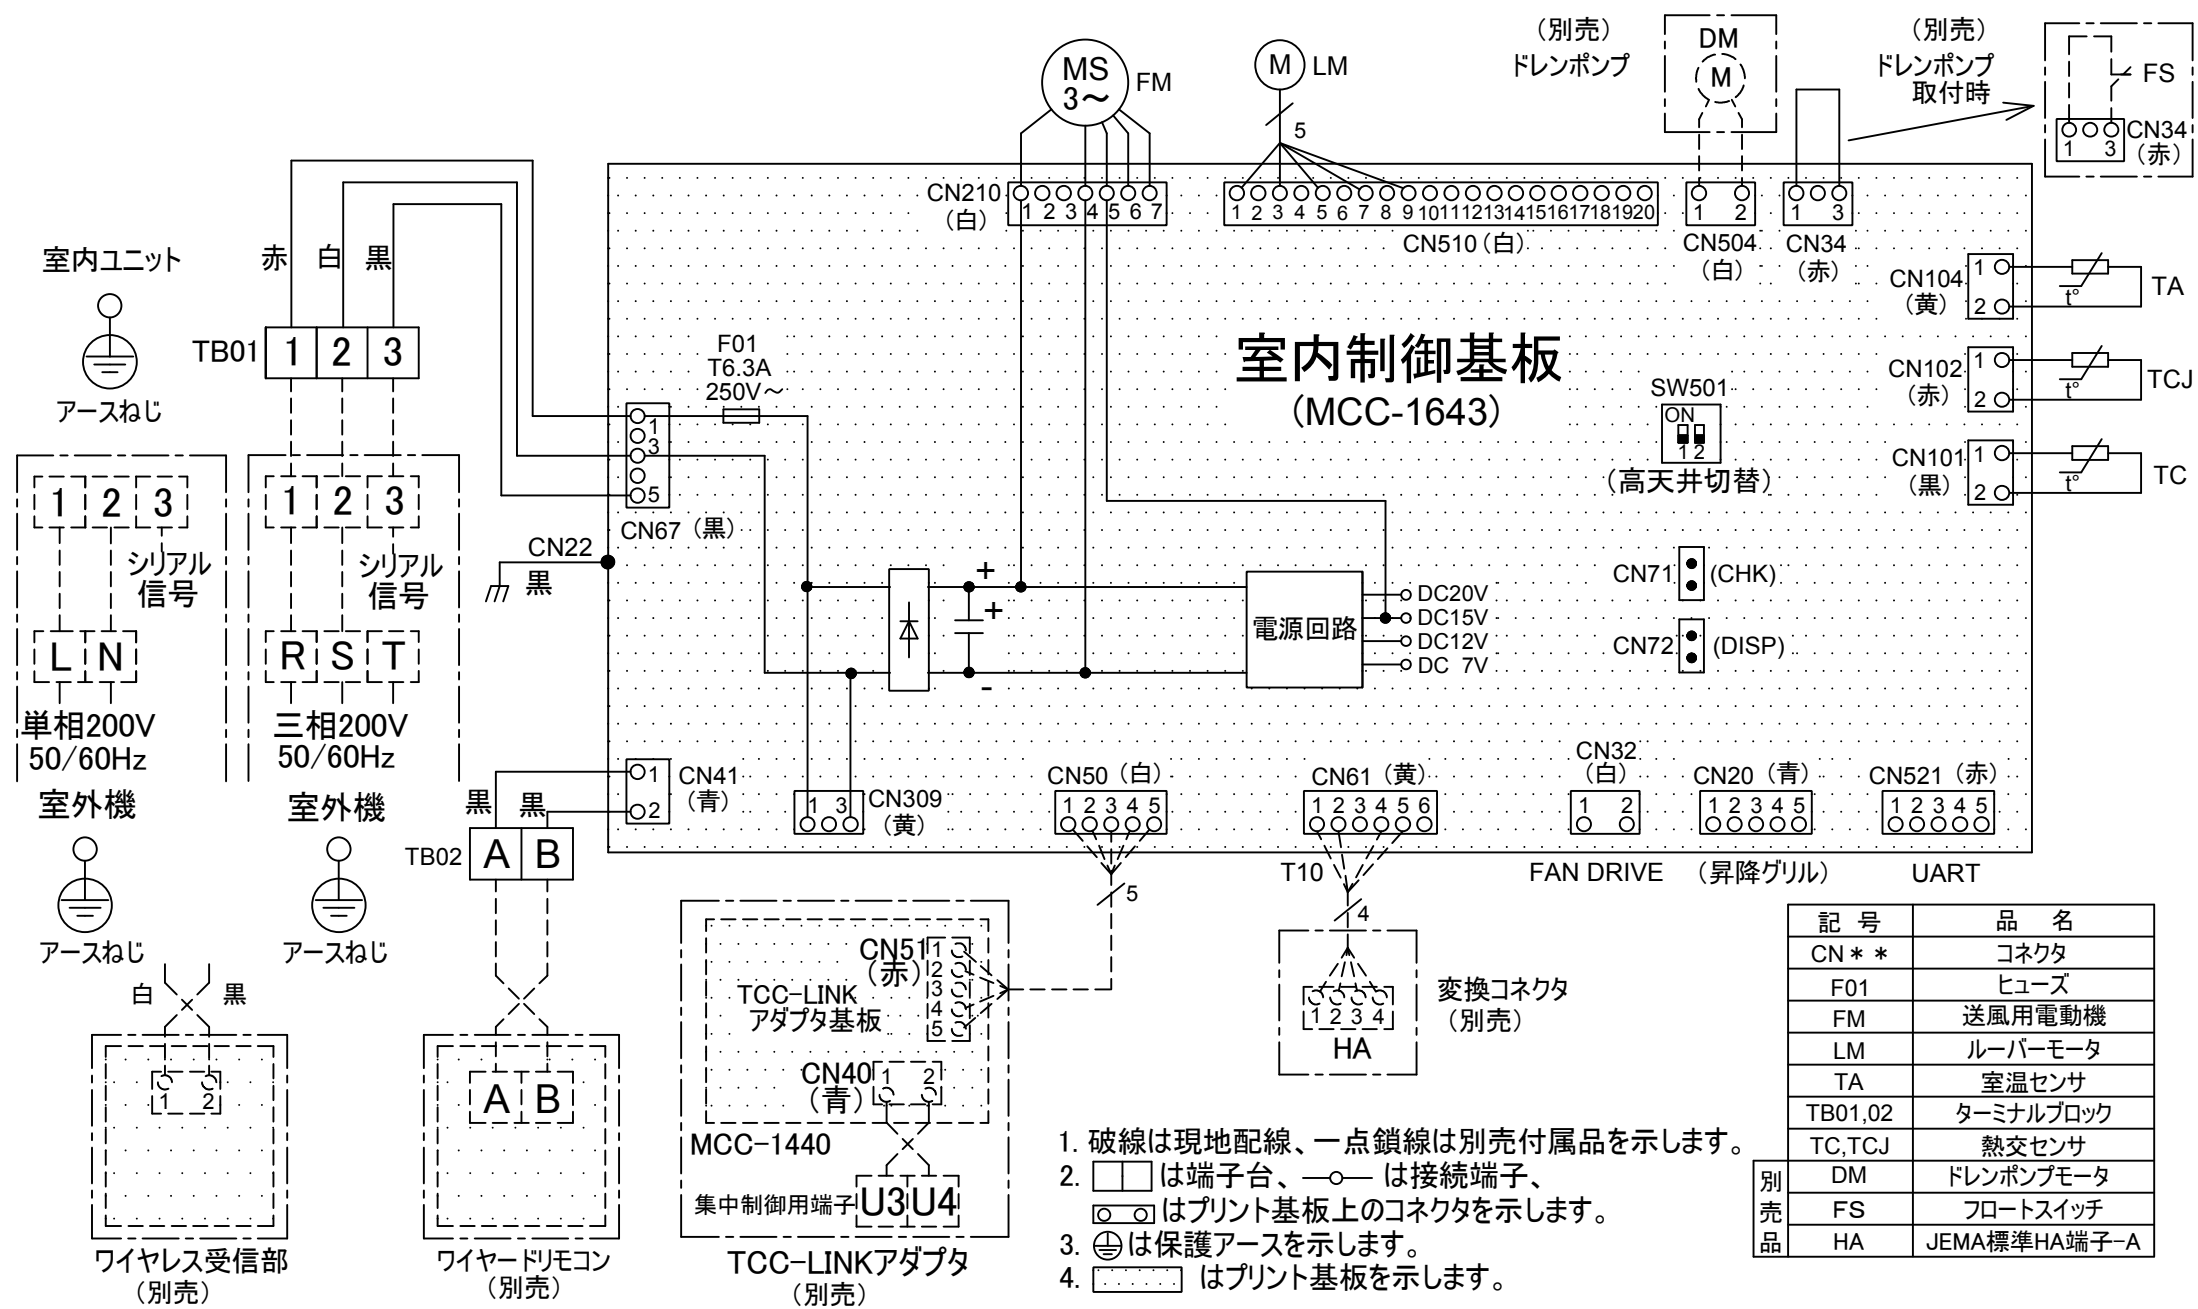 MS
3～
FM
M
LM
5
（別売）
ドレンポンプ
DM
M
（別売）
ドレンポンプ
取付時
FS
CN34
（赤）
1 3
CN210
（白）
1 2 3 4 5 6 7
1 2 3 4 5 6 7 8 9 10 11 12 13 14 15 16 17 18 19 20
CN510（白）
1 2
CN504
（白）
1 3
CN34
（赤）
室内ユニット
アースねじ
赤 白 黒
TB01 1 2 3
F01
T6.3A
250V～
1
3
5
CN67（黒）
CN22
黒
室内制御基板
(MCC-1643)
SW501
ON
1 2
（高天井切替）
CN104
（黄）
1
2
t°
TA
CN102
（赤）
1
2
t°
TCJ
CN101
（黒）
1
2
t°
TC
1 2 3
シリアル
信号
L N
単相200V
50/60Hz
室外機
アースねじ
1 2 3
シリアル
信号
R S T
三相200V
50/60Hz
室外機
アースねじ
+
+
-
電源回路
DC20V
DC15V
DC12V
DC 7V
CN71 (CHK)
CN72 (DISP)
1
2
CN41
（青）
黒 黒
TB02 A B
1 3
CN309
（黄）
CN50（白）
1 2 3 4 5
5
CN61（黄）
1 2 3 4 5 6
T10
4
CN32
（白）
1 2
FAN DRIVE
CN20（青）
1 2 3 4 5
（昇降グリル）
CN521（赤）
1 2 3 4 5
UART
白 黒
1 2
ワイヤレス受信部
（別売）
A B
ワイヤードリモコン
（別売）
CN51
（赤）
1
2
3
4
5
TCC-LINK
アダプタ基板
CN40
（青）
1 2
MCC-1440
集中制御用端子 U3 U4
TCC-LINKアダプタ
（別売）
1 2 3 4
HA
変換コネクタ
（別売）
1. 破線は現地配線、一点鎖線は別売付属品を示します。
2. は端子台、 は接続端子、
はプリント基板上のコネクタを示します。
3. は保護アースを示します。
4. はプリント基板を示します。
記 号 品 名
CN＊＊ コネクタ
F01 ヒューズ
FM 送風用電動機
LM ルーバーモータ
TA 室温センサ
TB01,02 ターミナルブロック
TC,TCJ 熱交センサ
別売品
DM ドレンポンプモータ
FS フロートスイッチ
HA JEMA標準HA端子-A